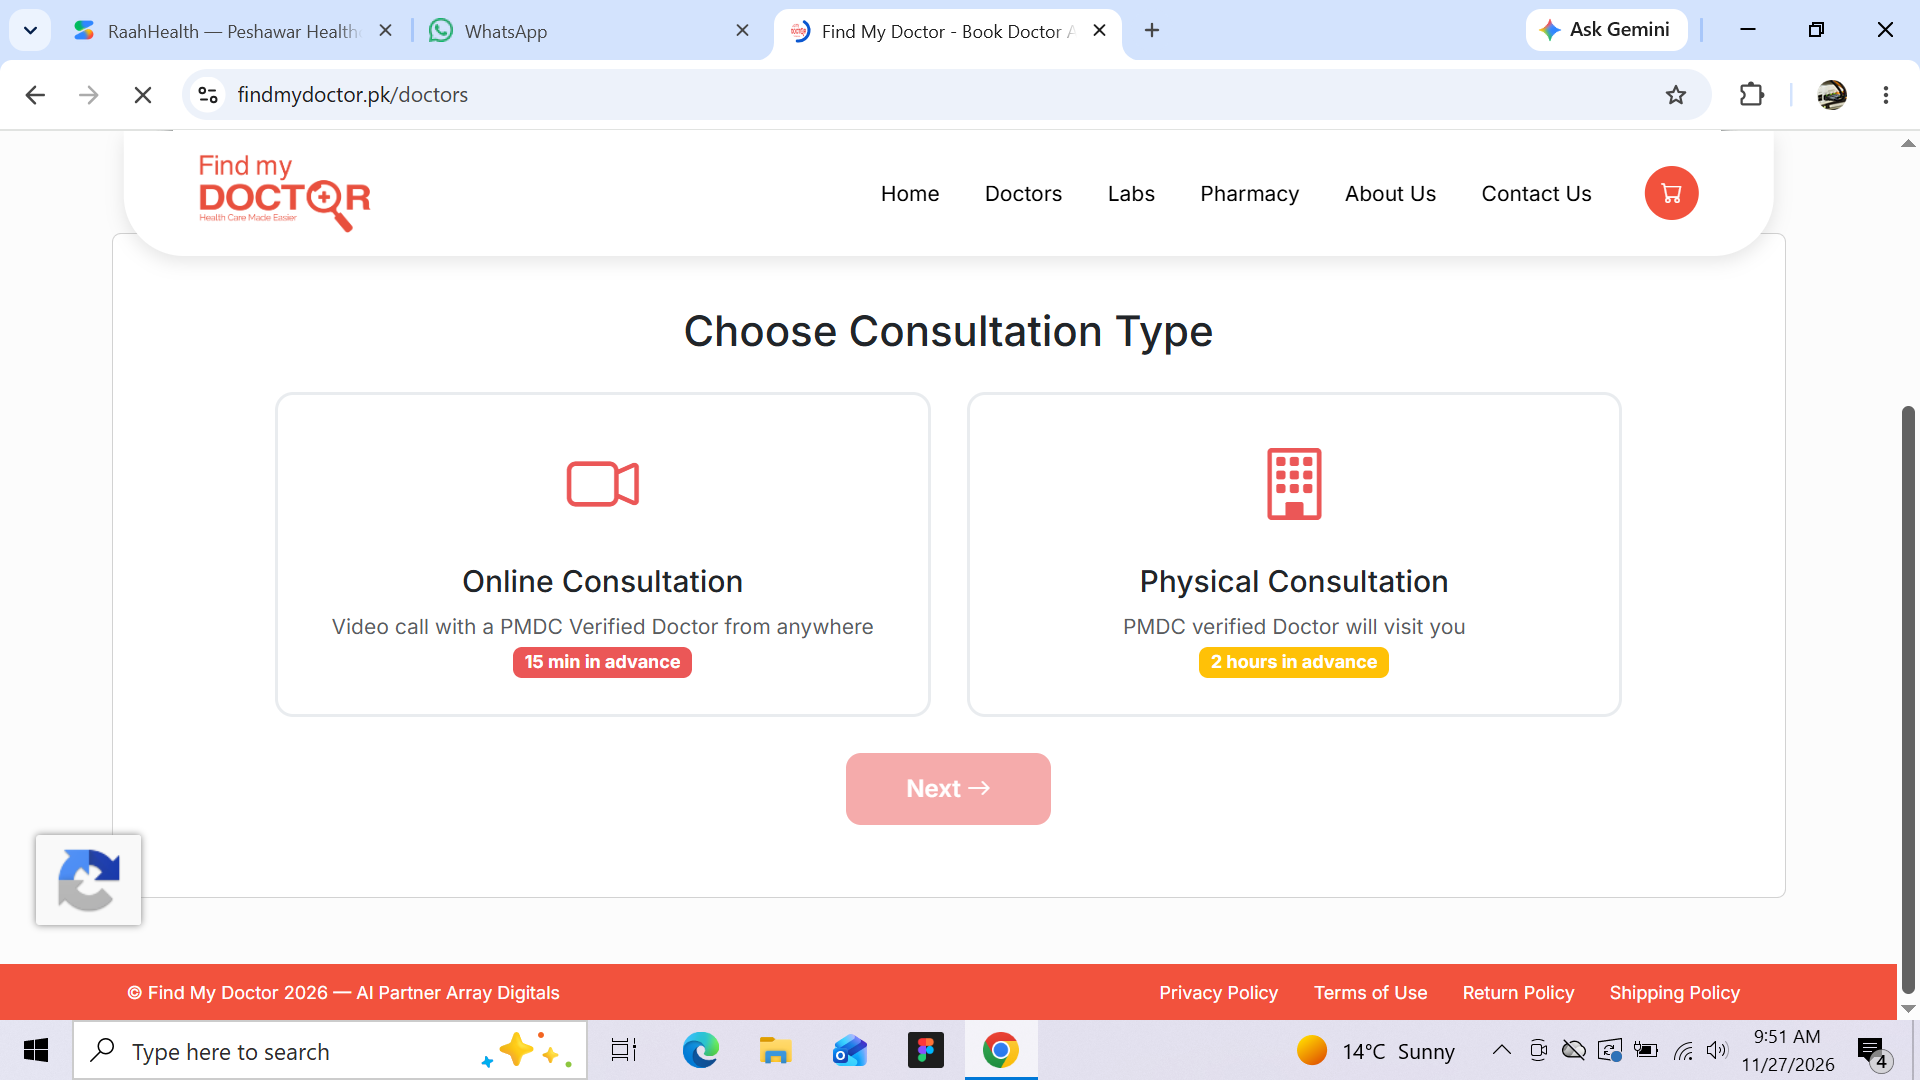 RaahHealth — Peshawar Healthc
WhatsApp
Find My Doctor - Book Doctor A
Ask Gemini
findmydoctor.pk/doctors
Find my
DOCTOR
Health Care Made Easier
Home
Doctors
Labs
Pharmacy
About Us
Contact Us
Choose Consultation Type
Online Consultation
Video call with a PMDC Verified Doctor from anywhere
15 min in advance
Physical Consultation
PMDC verified Doctor will visit you
2 hours in advance
Next →
© Find My Doctor 2026 — AI Partner Array Digitals
Privacy Policy
Terms of Use
Return Policy
Shipping Policy
Type here to search
14°C Sunny
9:51 AM
11/27/2026
4